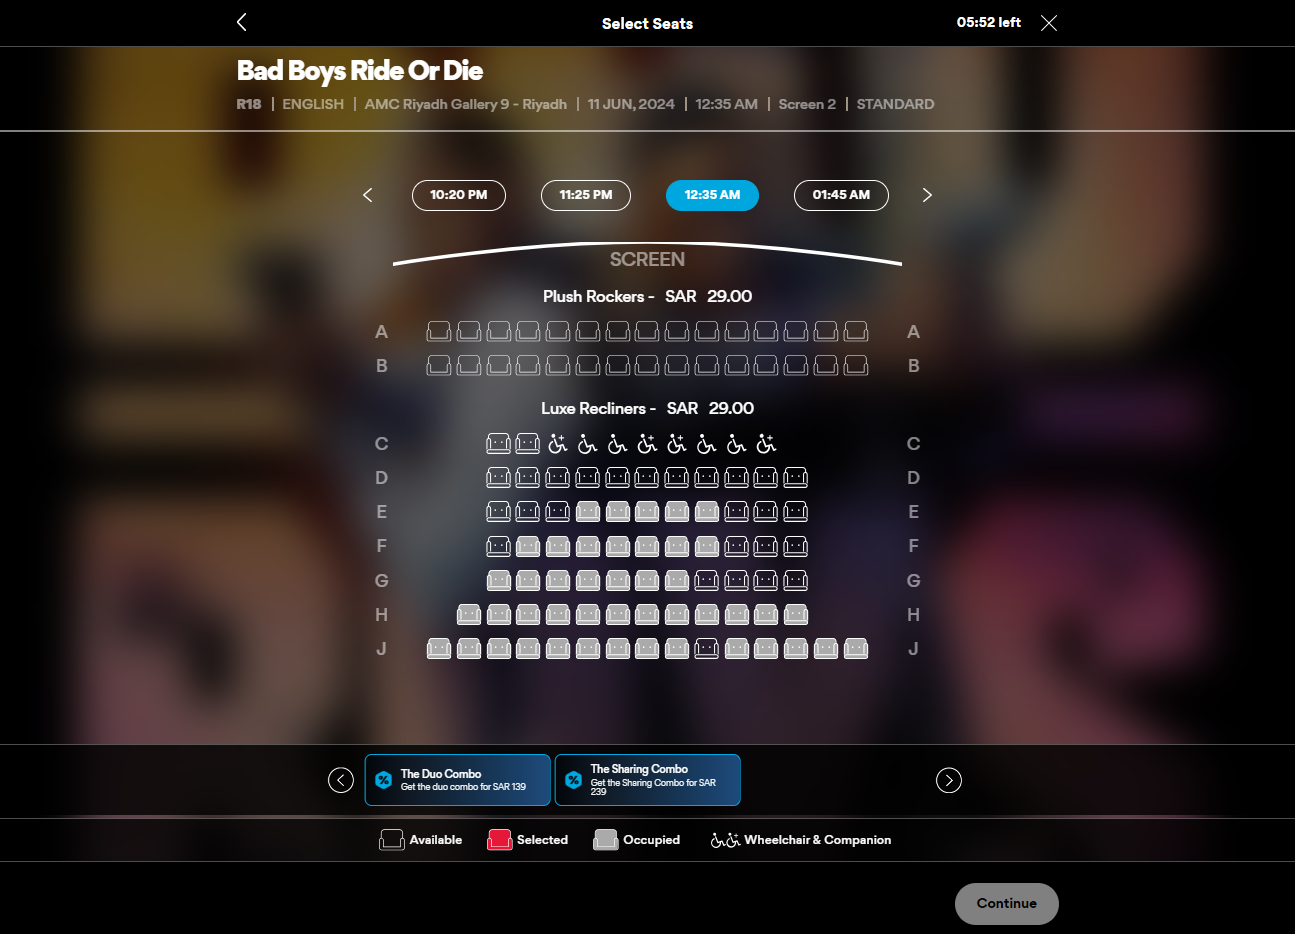 Select Seats
05:52 left
Bad Boys Ride Or Die
R18 | ENGLISH | AMC Riyadh Gallery 9 - Riyadh | 11 JUN, 2024 | 12:35 AM | Screen 2 | STANDARD
10:20 PM 11:25 PM 12:35 AM 01:45 AM
SCREEN
Plush Rockers - SAR 29.00
A A
B B
Luxe Recliners - SAR 29.00
C C
D D
E E
F F
G G
H H
J J
The Duo Combo
Get the duo combo for SAR 139
The Sharing Combo
Get the Sharing Combo for SAR
239
Available Selected Occupied Wheelchair & Companion
Continue